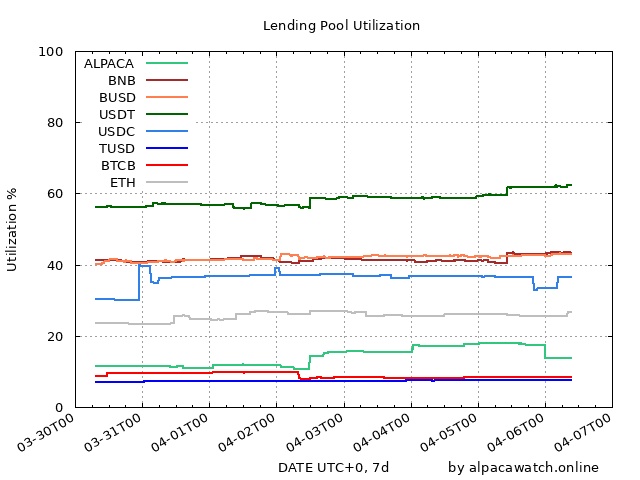 Lending Pool Utilization
100
80
60
40
20
0
Utilization %
ALPACA
BNB
BUSD
USDT
USDC
TUSD
BTCB
ETH
03-30T00
03-31T00
04-01T00
04-02T00
04-03T00
04-04T00
04-05T00
04-06T00
04-07T00
DATE UTC+0, 7d by alpacawatch.online